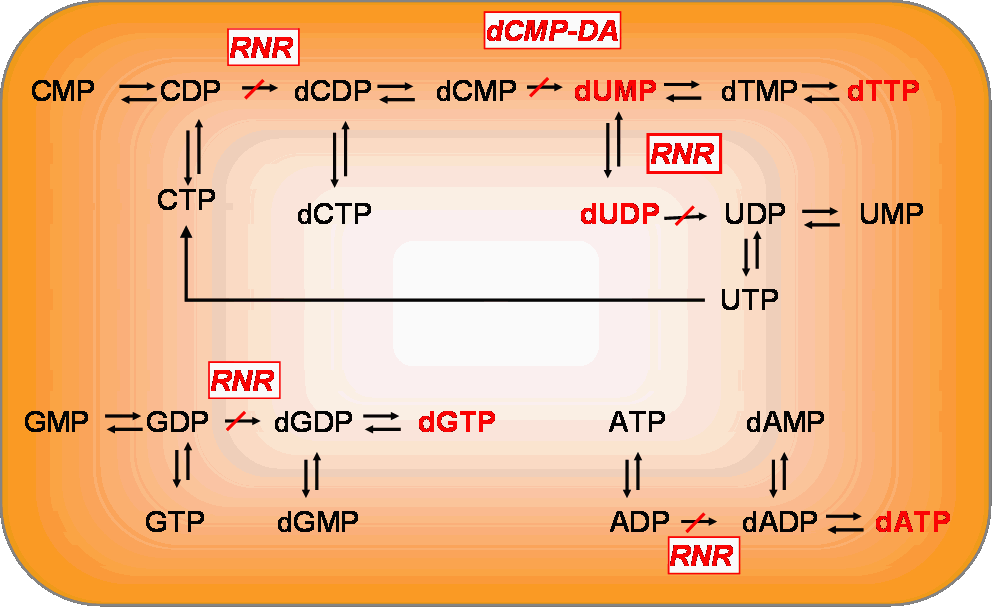 RNR
dCMP-DA
CMP CDP dCDP dCMP dUMP dTMP dTTP
RNR
CTP dCTP dUDP UDP UMP
UTP
RNR
GMP GDP dGDP dGTP ATP dAMP
GTP dGMP ADP dADP dATP
RNR